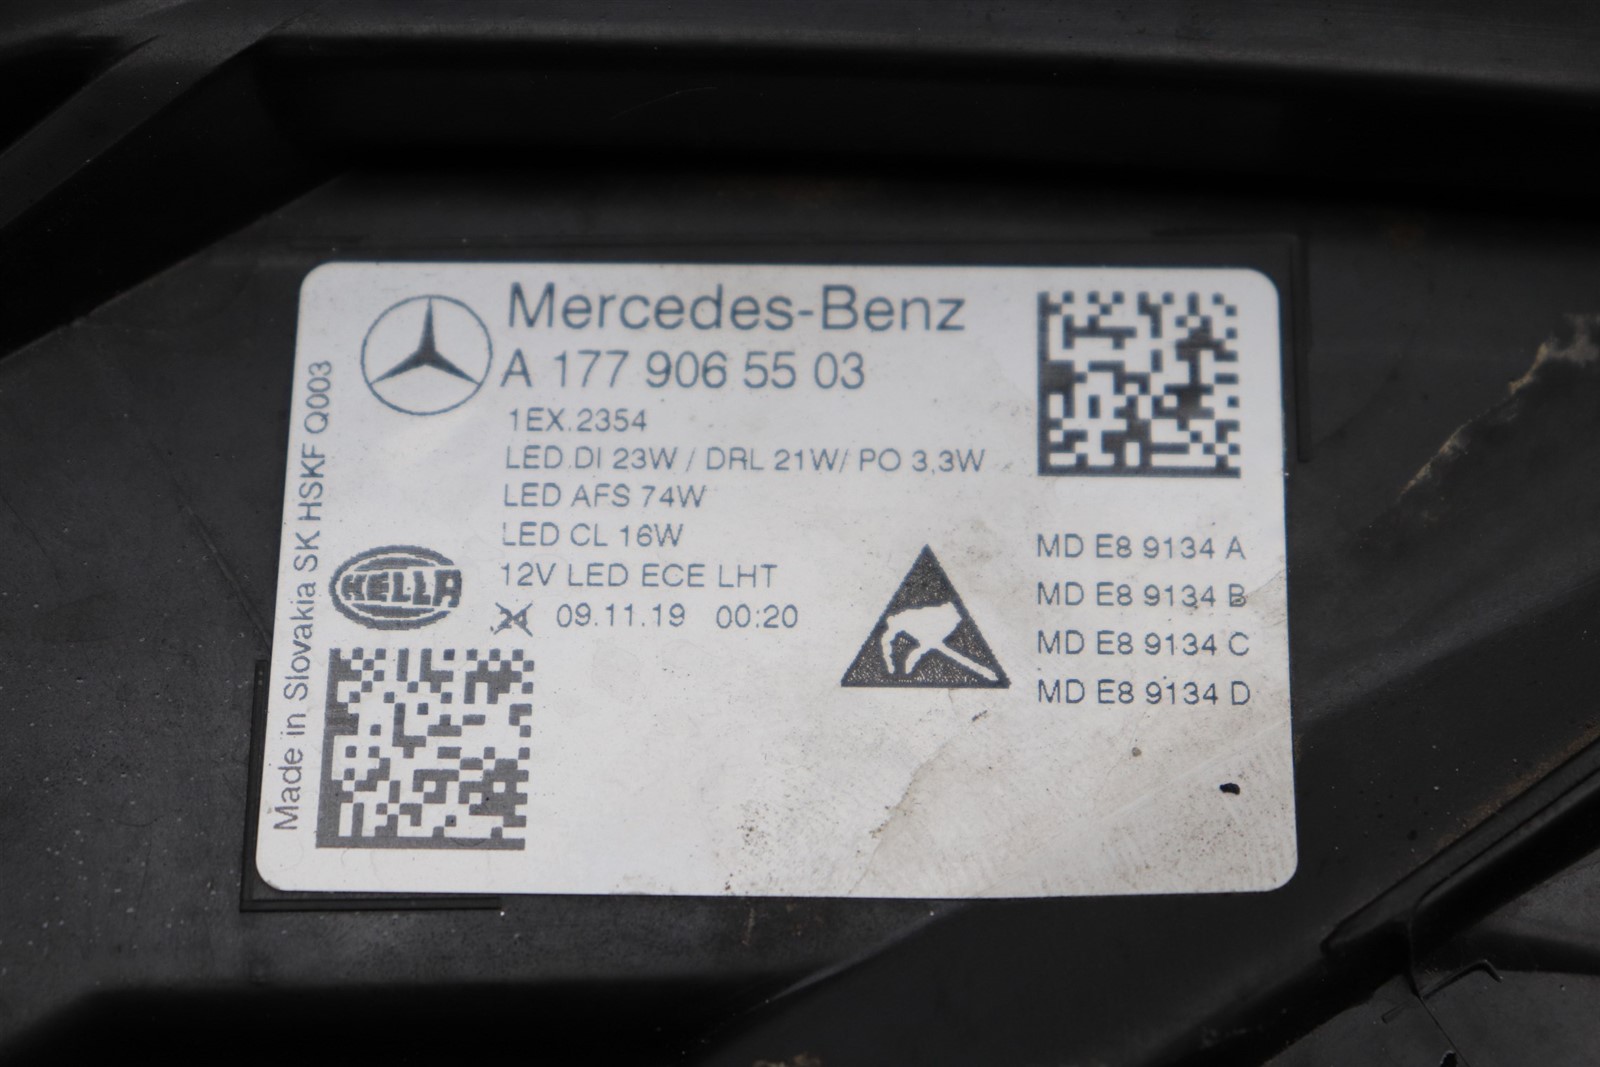 Mercedes-Benz
A 177 906 55 03
1EX.2354
LED.DI 23W / DRL 21W/ PO 3,3W
LED AFS 74W
LED CL 16W
12V LED ECE LHT
09.11.19 00:20
HELLA
Made in Slovakia SK HSKF Q003
MD E8 9134 A
MD E8 9134 B
MD E8 9134 C
MD E8 9134 D